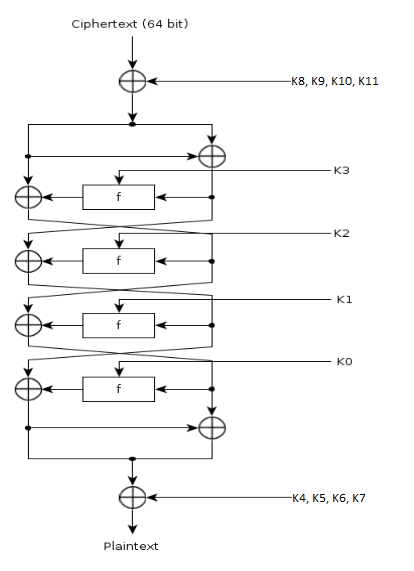 Ciphertext (64 bit)
K8, K9, K10, K11
K3
f
K2
f
K1
f
K0
f
K4, K5, K6, K7
Plaintext